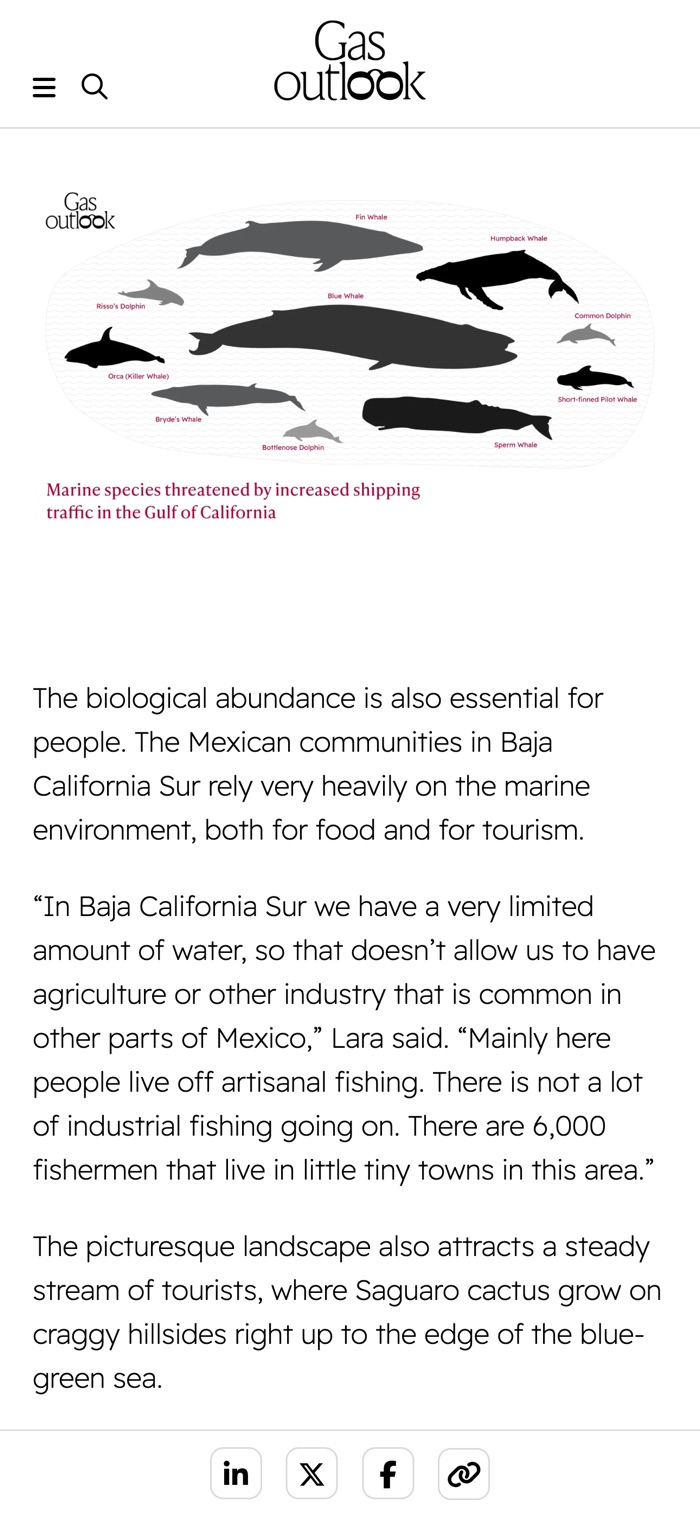 Gas
outlook
Gas
outlook
Fin Whale
Humpback Whale
Risso's Dolphin
Blue Whale
Common Dolphin
Orca (Killer Whale)
Short-finned Pilot Whale
Bryde's Whale
Bottlenose Dolphin
Sperm Whale
Marine species threatened by increased shipping
traffic in the Gulf of California
The biological abundance is also essential for
people. The Mexican communities in Baja
California Sur rely very heavily on the marine
environment, both for food and for tourism.
“In Baja California Sur we have a very limited
amount of water, so that doesn’t allow us to have
agriculture or other industry that is common in
other parts of Mexico,” Lara said. “Mainly here
people live off artisanal fishing. There is not a lot
of industrial fishing going on. There are 6,000
fishermen that live in little tiny towns in this area.”
The picturesque landscape also attracts a steady
stream of tourists, where Saguaro cactus grow on
craggy hillsides right up to the edge of the blue-
green sea.
in
X
f